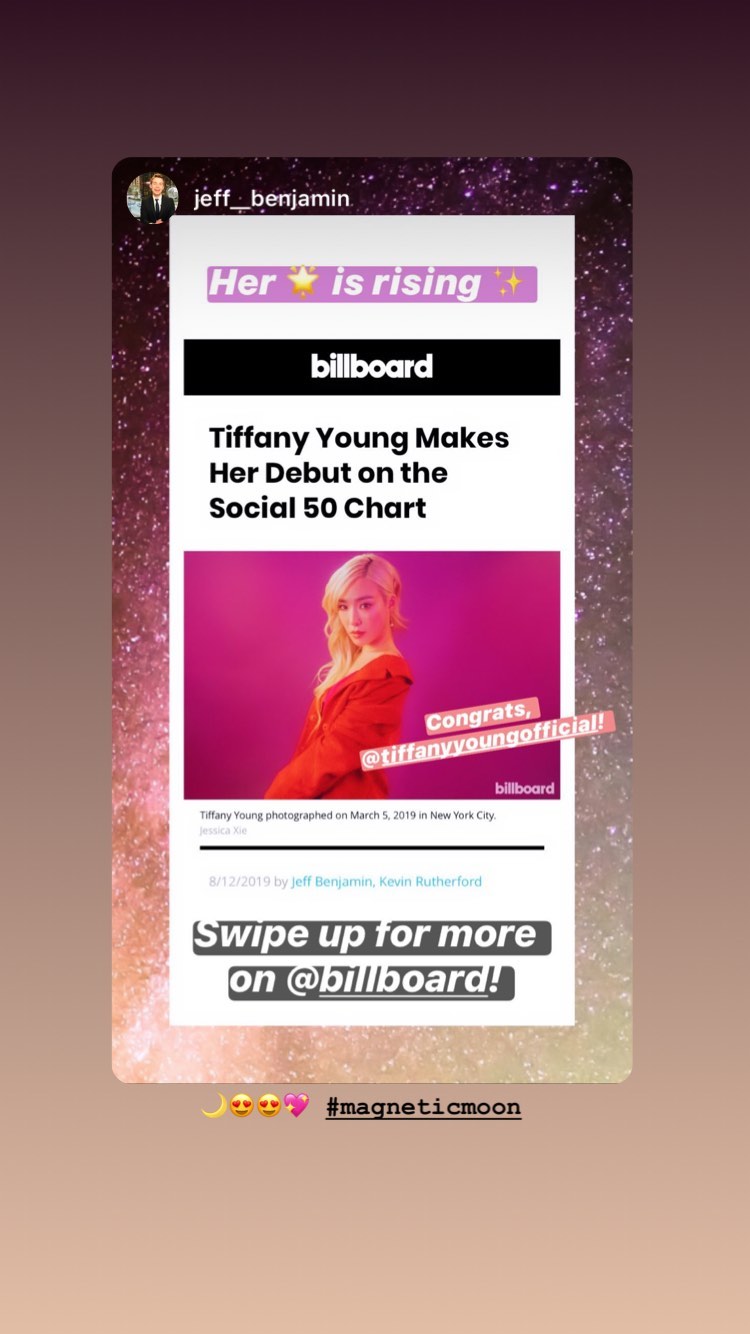 jeff__benjamin
Her 🌟 is rising ✨
billboard
Tiffany Young Makes
Her Debut on the
Social 50 Chart
Congrats,
@tiffanyyoungofficial!
billboard
Tiffany Young photographed on March 5, 2019 in New York City.
Jessica Xie
8/12/2019 by Jeff Benjamin, Kevin Rutherford
Swipe up for more
on @billboard!
🌙😍😍💖 #magneticmoon